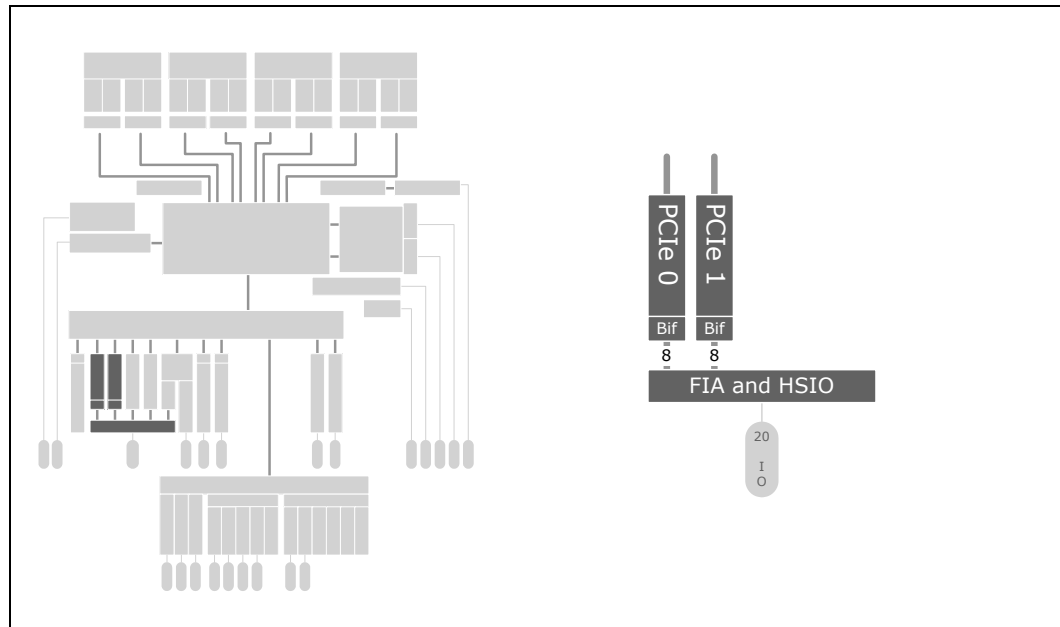 PCIe 0
PCIe 1
Bif
Bif
8
8
FIA and HSIO
20
I
O